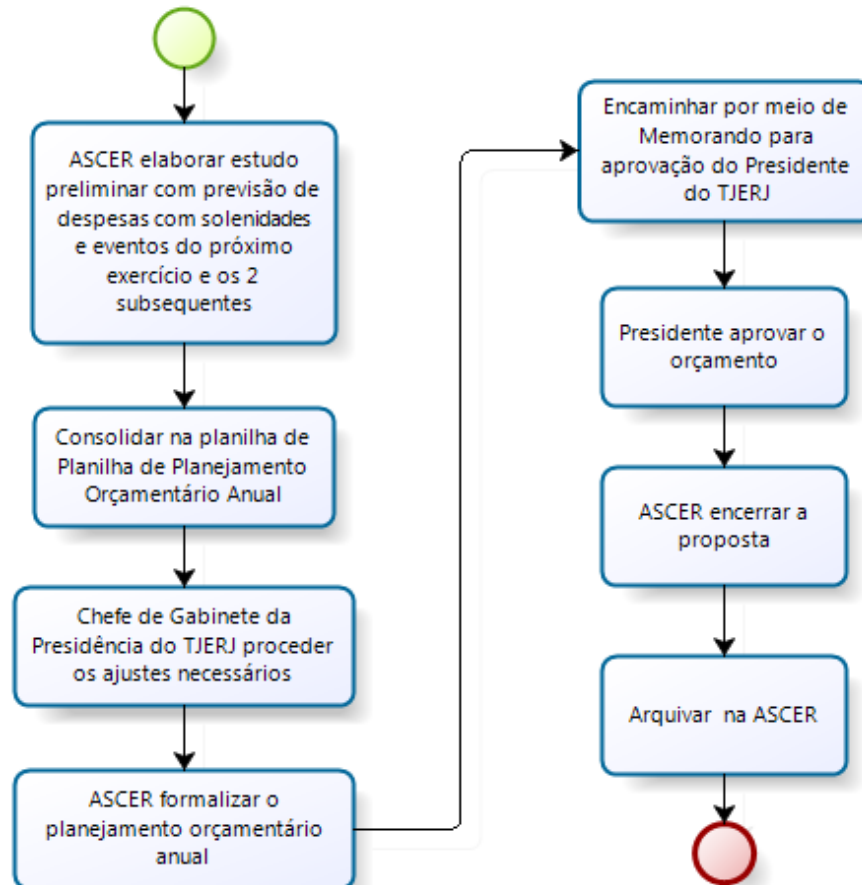 ASCER elaborar estudo
preliminar com previsão de
despesas com solenidades
e eventos do próximo
exercício e os 2
subsequentes
Consolidar na planilha de
Planilha de Planejamento
Orçamentário Anual
Chefe de Gabinete da
Presidência do TJERJ proceder
os ajustes necessários
ASCER formalizar o
planejamento orçamentário
anual
Encaminhar por meio de
Memorando para
aprovação do Presidente
do TJERJ
Presidente aprovar o
orçamento
ASCER encerrar a
proposta
Arquivar na ASCER